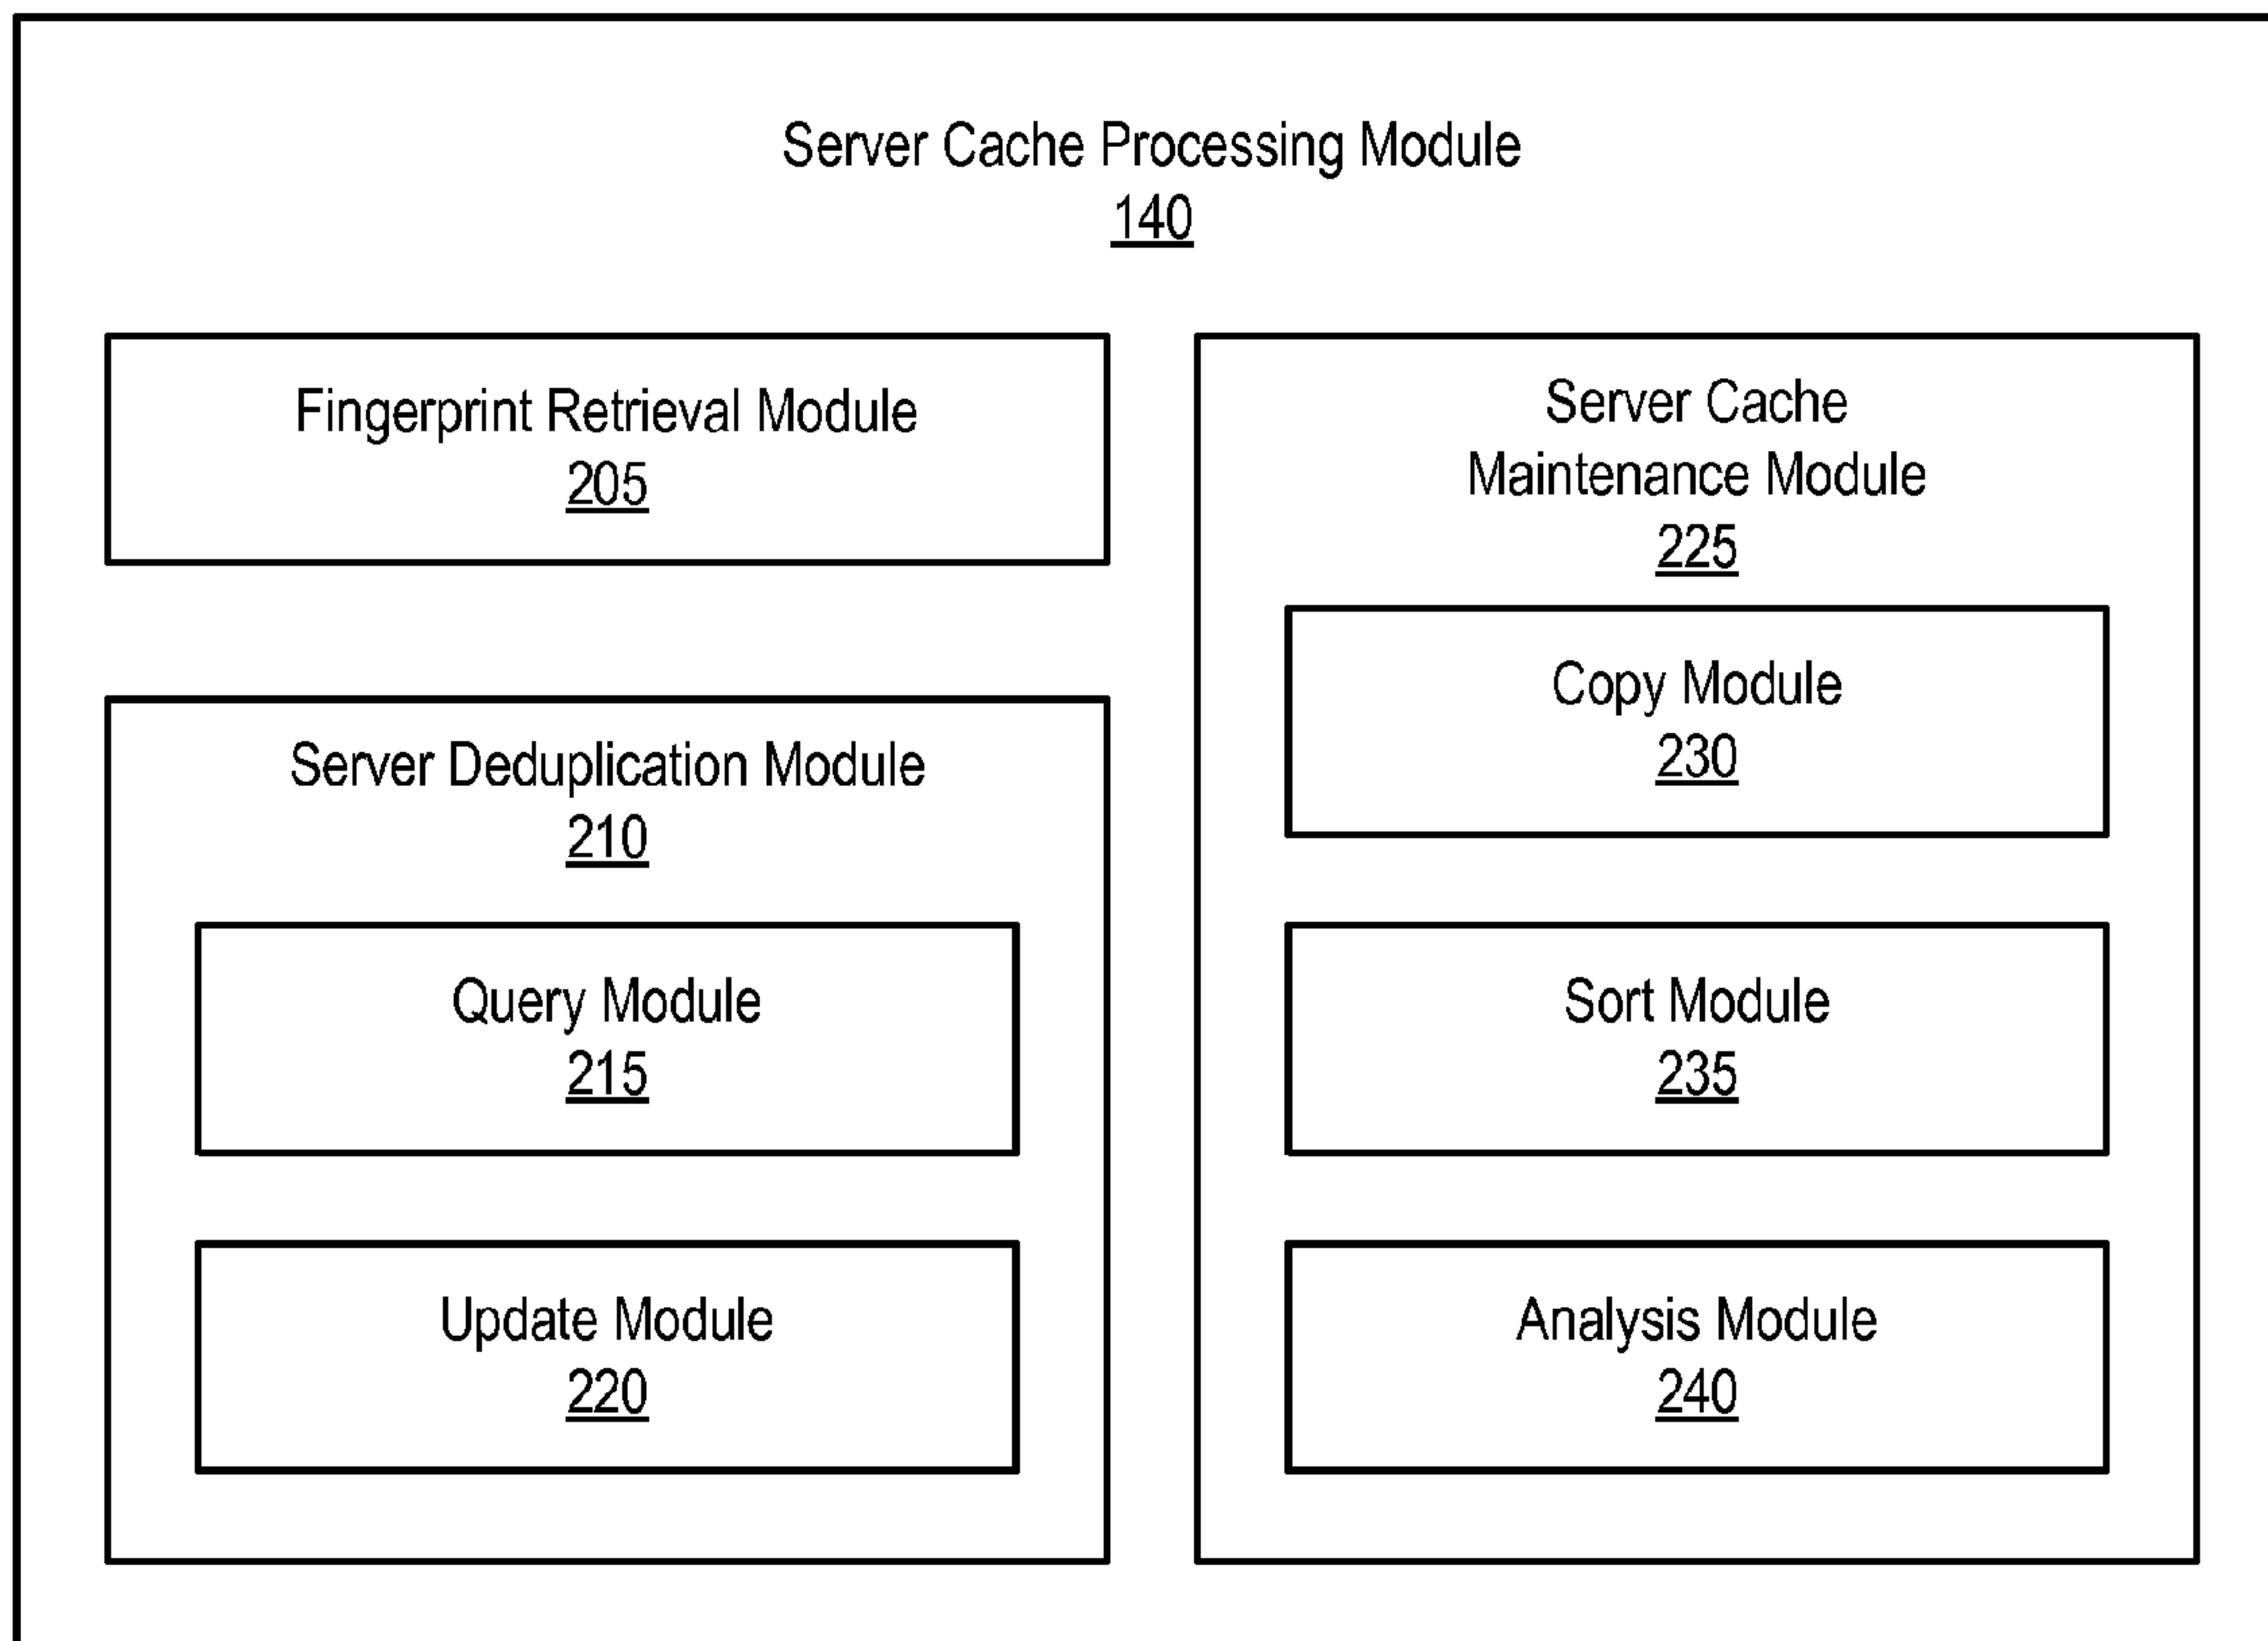 Server Cache Processing Module
140
Fingerprint Retrieval Module
205
Server Deduplication Module
210
Query Module
215
Update Module
220
Server Cache
Maintenance Module
225
Copy Module
230
Sort Module
235
Analysis Module
240